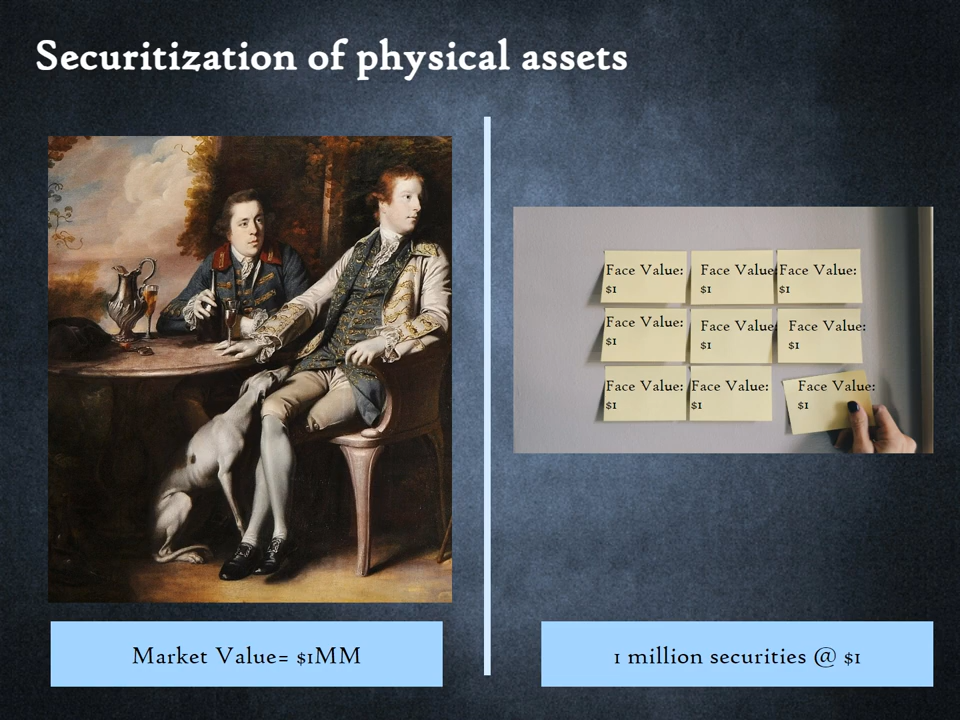 Securitization of physical assets
Face Value:
$1
Face Value:
$1
Face Value:
$1
Face Value:
$1
Face Value:
$1
Face Value:
$1
Face Value:
$1
Face Value:
$1
Face Value:
$1
Market Value= $1MM
1 million securities @ $1